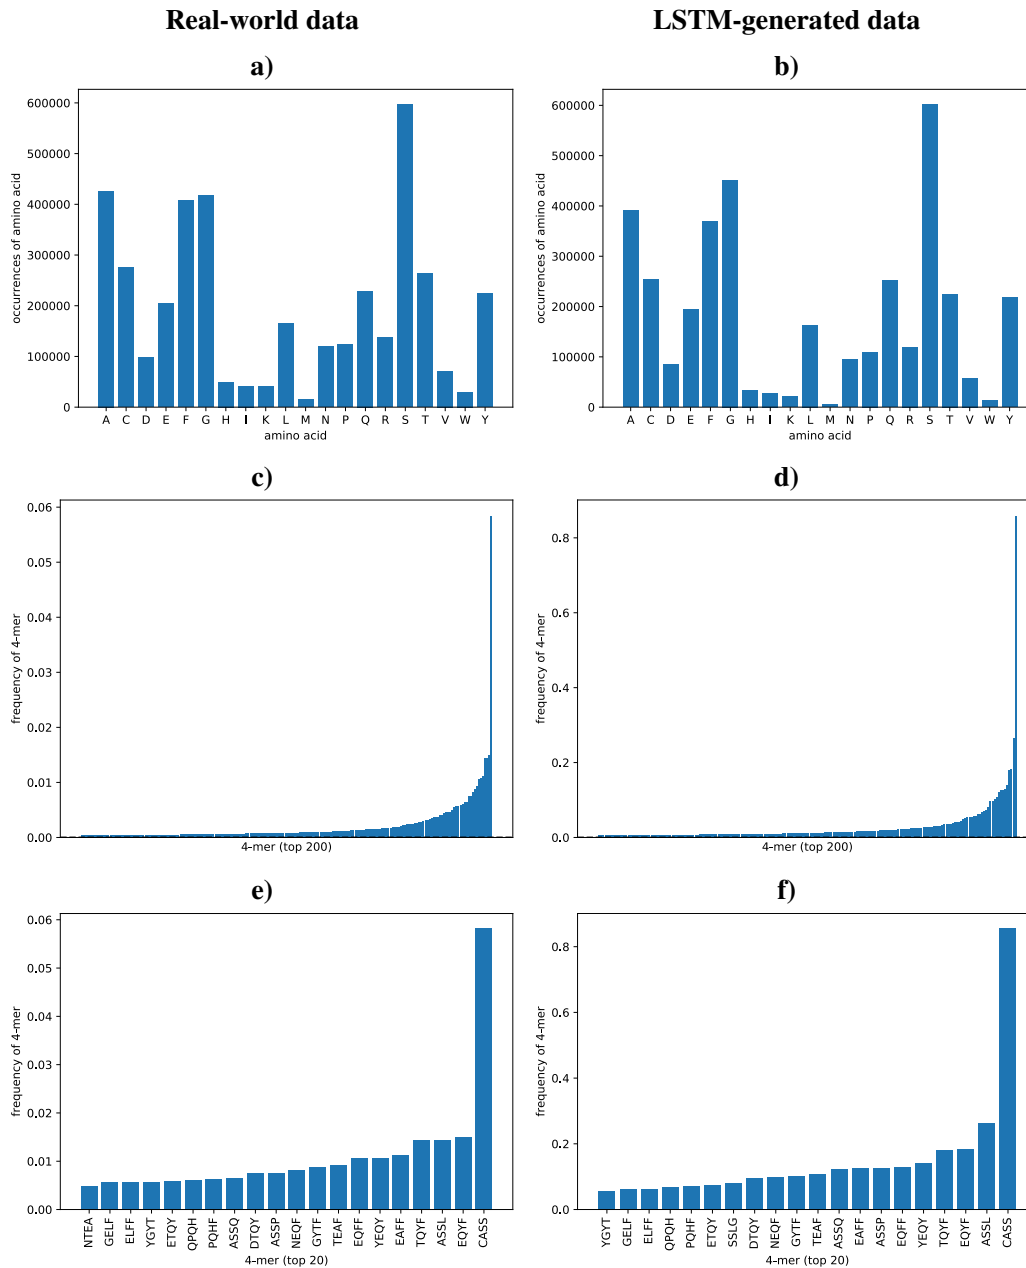 Real-world data
LSTM-generated data
a)
b)
600000
500000
400000
300000
200000
100000
0
occurrences of amino acid
A C D E F G H I K L M N P Q R S T V W Y
amino acid
600000
500000
400000
300000
200000
100000
0
occurrences of amino acid
A C D E F G H I K L M N P Q R S T V W Y
amino acid
c)
d)
0.06
0.05
0.04
0.03
0.02
0.01
0.00
frequency of 4-mer
4-mer (top 200)
0.8
0.6
0.4
0.2
0.0
frequency of 4-mer
4-mer (top 200)
e)
f)
0.06
0.05
0.04
0.03
0.02
0.01
0.00
frequency of 4-mer
NTEA GELF ELFF YGYT ETQY QPQH PQHF ASSQ DTQY ASSP NEQF GYTF TEAF EQFF YEQY EAFF TQYF ASSL EQYF CASS
4-mer (top 20)
0.8
0.6
0.4
0.2
0.0
frequency of 4-mer
YGYT GELF ELFF QPQH PQHF ETQY SSLG DTQY NEQF GYTF TEAF ASSQ EAFF ASSP EQFF YEQY TQYF EQYF ASSL CASS
4-mer (top 20)